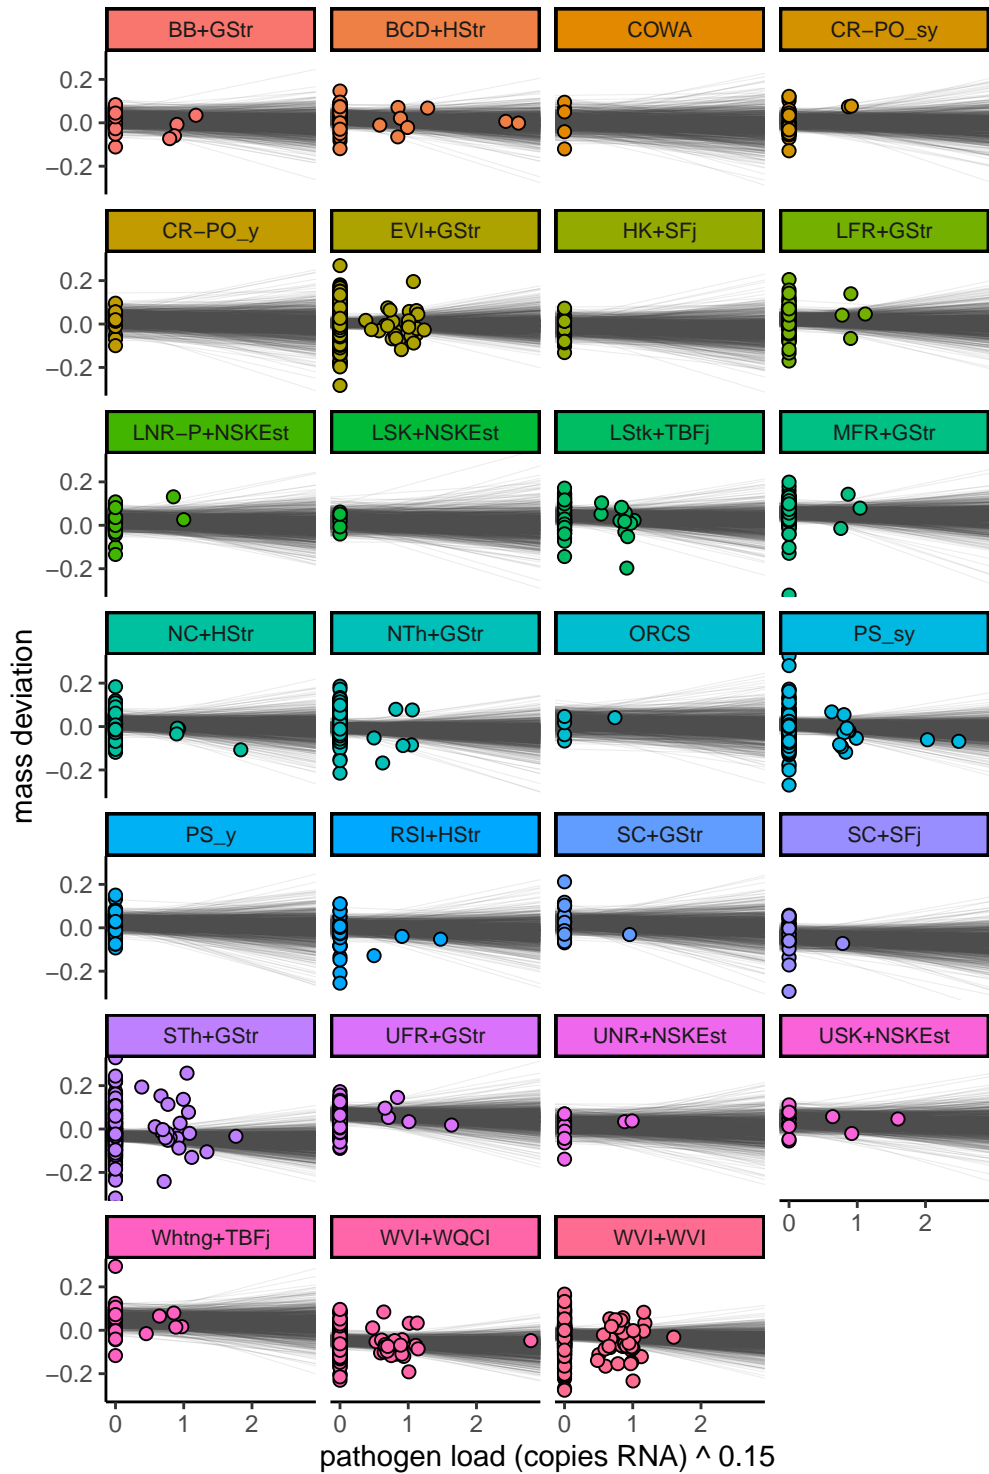 BB+GStr BCD+HStr COWA CR−PO_sy
0.2
0.0
−0.2
CR−PO_y EVI+GStr HK+SFj LFR+GStr
0.2
0.0
−0.2
LNR−P+NSKEst LSK+NSKEst LStk+TBFj MFR+GStr
0.2
0.0
−0.2
NC+HStr NTh+GStr ORCS PS_sy
0.2
0.0
−0.2
mass deviation
PS_y RSI+HStr SC+GStr SC+SFj
0.2
0.0
−0.2
STh+GStr UFR+GStr UNR+NSKEst USK+NSKEst
0.2
0.0
−0.2
0 1 2
Whtng+TBFj WVI+WQCI WVI+WVI
0.2
0.0
−0.2
0 1 2 0 1 2 0 1 2
pathogen load (copies RNA) ^ 0.15